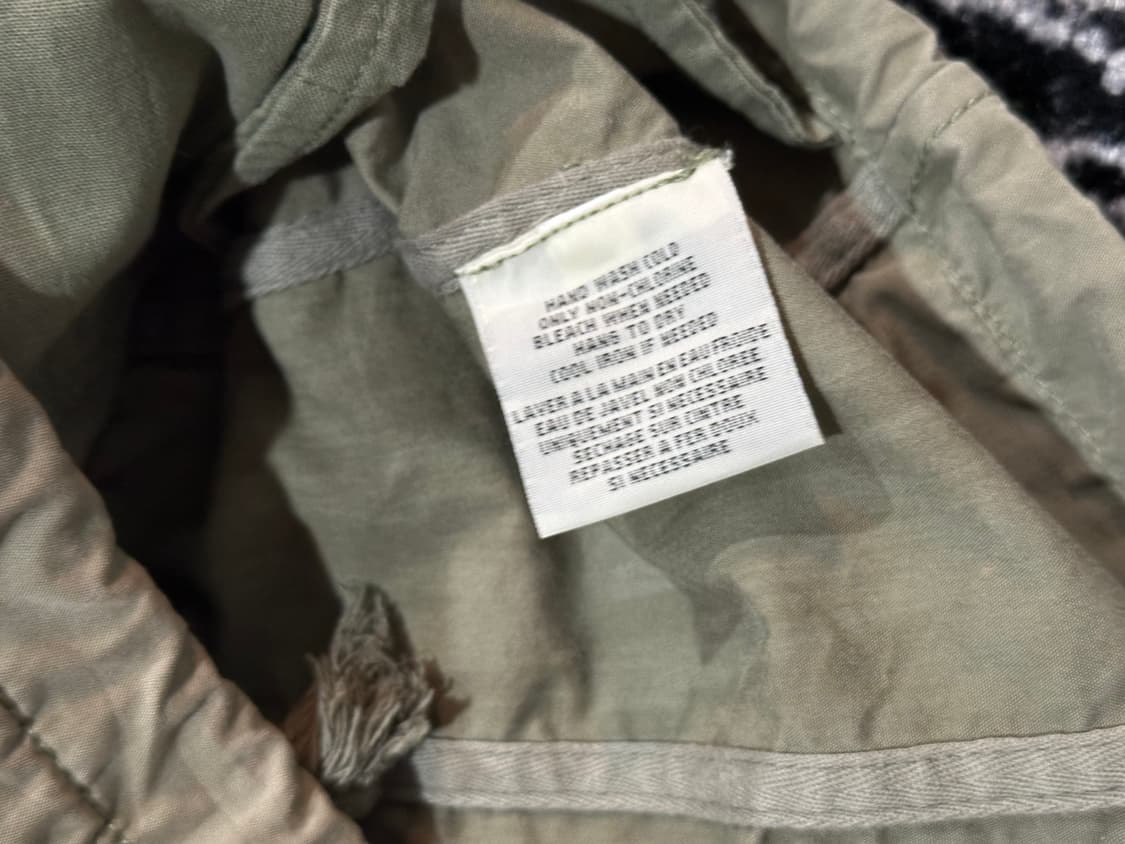 HAND WASH COLD
ONLY NON-CHLORINE
BLEACH WHEN NEEDED
HANG TO DRY
COOL IRON IF NEEDED
LAVER A LA MAIN EN EAU FROIDE
EAU DE JAVEL NON CHLOREE
UNIQUEMENT SI NECESSAIRE
SECHAGE SUR CINTRE
REPASSER A FER DOUX
SI NECESSAIRE